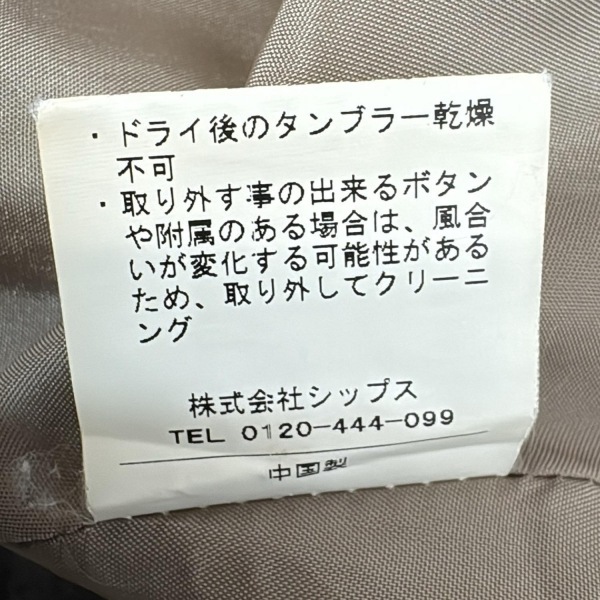 ・ドライ後のタンブラー乾燥
不可
・取り外す事の出来るボタン
や附属のある場合は、風合
いが変化する可能性がある
ため、取り外してクリーニ
ング
株式会社シップス
TEL 0120-444-099
中国製